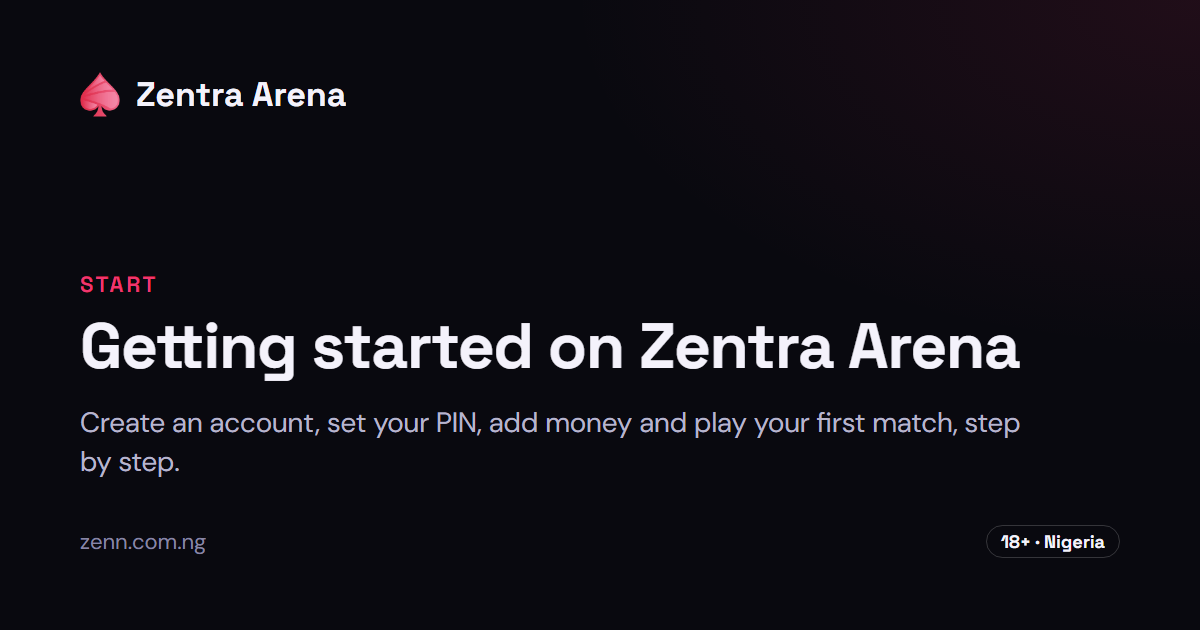 Zentra Arena
START
Getting started on Zentra Arena
Create an account, set your PIN, add money and play your first match, step
by step.
zenn.com.ng
18+ · Nigeria